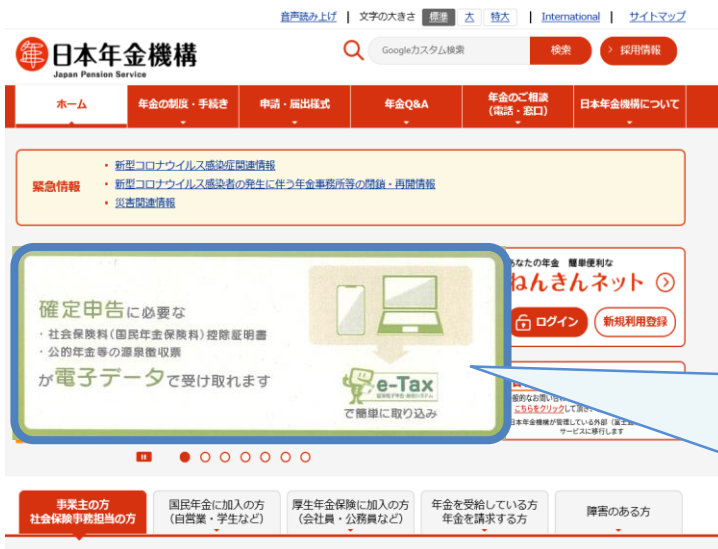 音声読み上げ | 文字の大きさ 標準 太 特大 | International | サイトマップ
年 日本年金機構
Japan Pension Service
Googleカスタム検索 検索 採用情報
ホーム 年金の制度・手続き 申請・届出様式 年金Q&A 年金のご相談（電話・窓口） 日本年金機構について
緊急情報
・新型コロナウイルス感染症関連情報
・新型コロナウイルス感染者の発生に伴う年金事務所等の閉鎖・再開情報
・災害関連情報
確定申告に必要な
・社会保険料(国民年金保険料)控除証明書
・公的年金等の源泉徴収票
が電子データで受け取れます
e-Tax
で簡単に取り込み
なたの年金 簡単便利な
ねんきんネット
ログイン 新規利用登録
こちらをクリックして頂き
サービスに移行します
事業主の方
社会保険事務担当の方
国民年金に加入の方
（自営業・学生など）
厚生年金保険に加入の方
（会社員・公務員など）
年金を受給している方
年金を請求する方
障害のある方